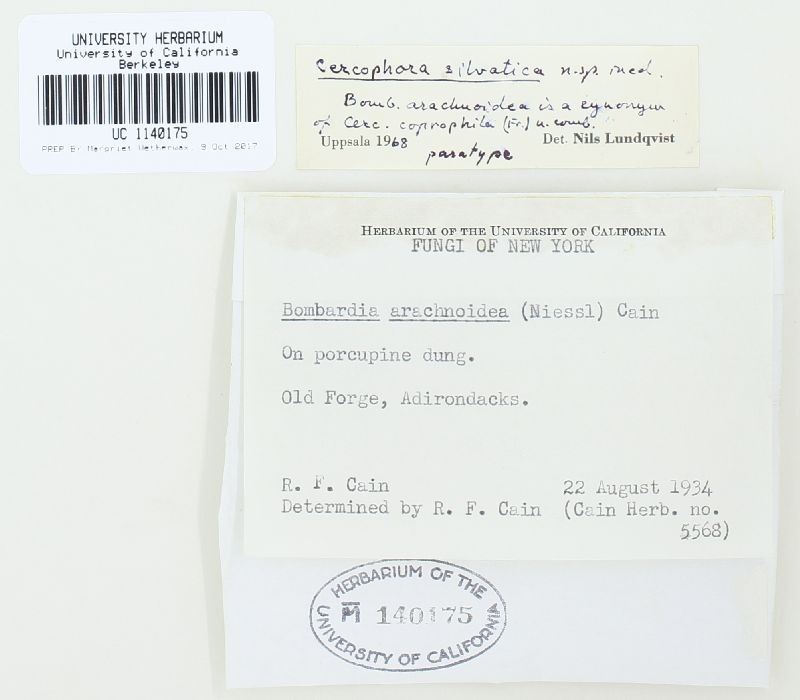 UNIVERSITY HERBARIUM
University of California
Berkeley
UC 1140175
PREP By Margriet Wetherwax, 9 Oct 2017
Cercophora silvatica n.sp. ined.
Bomb. arachnoidea is a synonym
of Cerc. coprophila (Fr.) n. comb.
Uppsala 1968 Det. Nils Lundqvist
paratype
HERBARIUM OF THE UNIVERSITY OF CALIFORNIA
FUNGI OF NEW YORK
Bombardia arachnoidea (Niessl) Cain
On porcupine dung.
Old Forge, Adirondacks.
R. F. Cain 22 August 1934
Determined by R. F. Cain (Cain Herb. no.
5568)
HERBARIUM OF THE
M 140175
UNIVERSITY OF CALIFORNIA